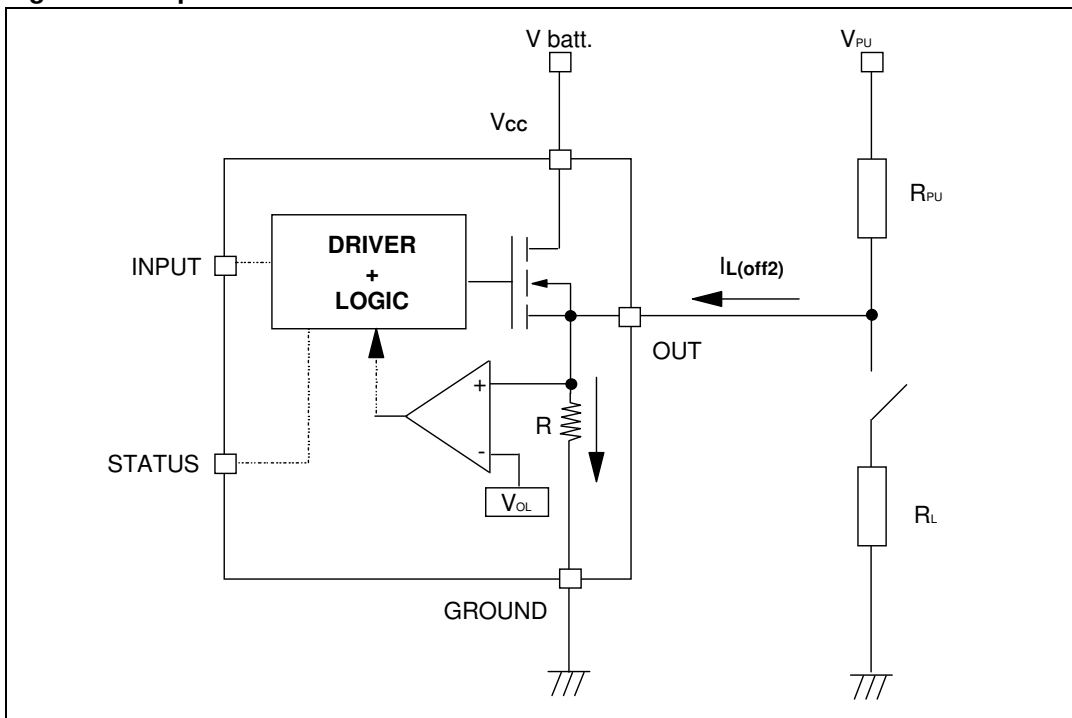 V batt.
VPU
VCC
RPU
DRIVER
+
LOGIC
INPUT
IL(off2)
OUT
+
R
-
STATUS
VOL
RL
GROUND